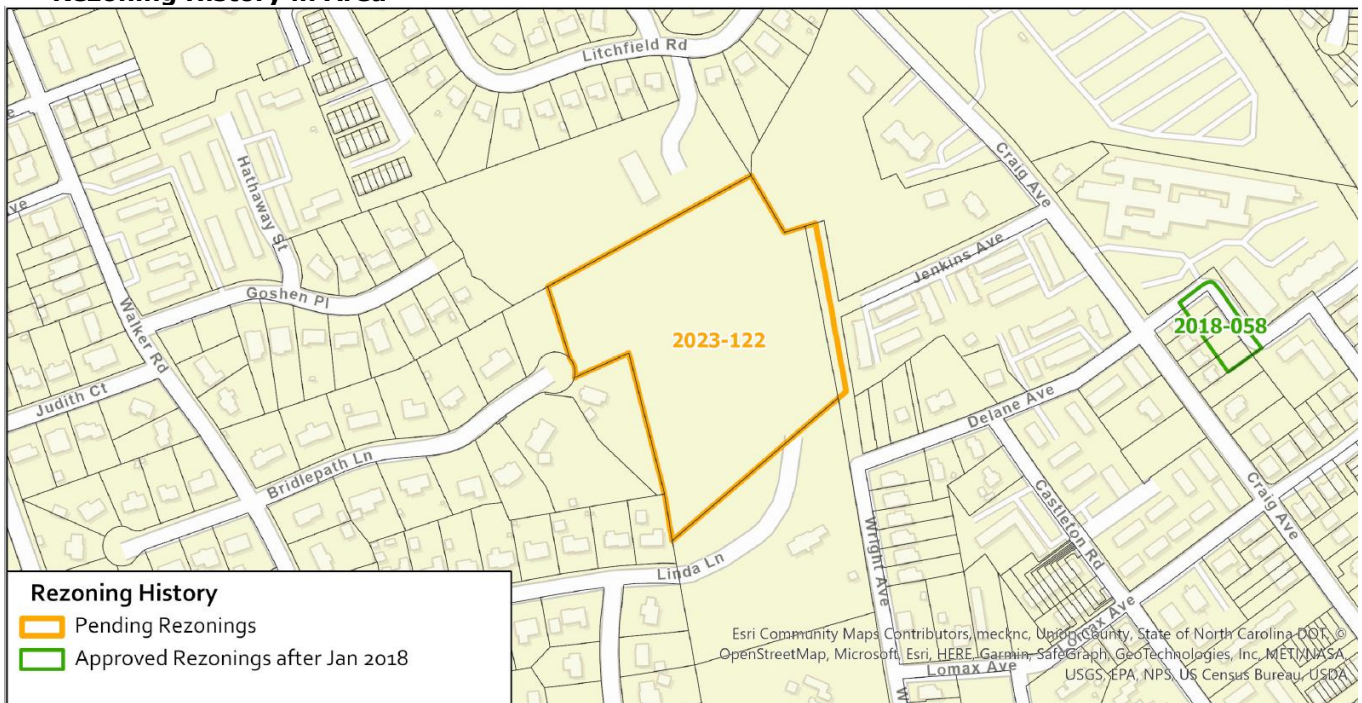 Rezoning History in Area
Litchfield Rd
Craig Ave
Hathaway St
Jenkins Ave
Goshen Pl
Walker Rd
2018-058
2023-122
Judith Ct
Delane Ave
Bridlepath Ln
Castleton Rd
Craig Ave
Wright Ave
Linda Ln
Lomax Ave
Lomax Ave
W
Rezoning History
Pending Rezonings
Approved Rezonings after Jan 2018
Esri Community Maps Contributors, mecknc, Union County, State of North Carolina DOT, ©
OpenStreetMap, Microsoft, Esri, HERE, Garmin, SafeGraph, GeoTechnologies, Inc, METI/NASA,
USGS, EPA, NPS, US Census Bureau, USDA